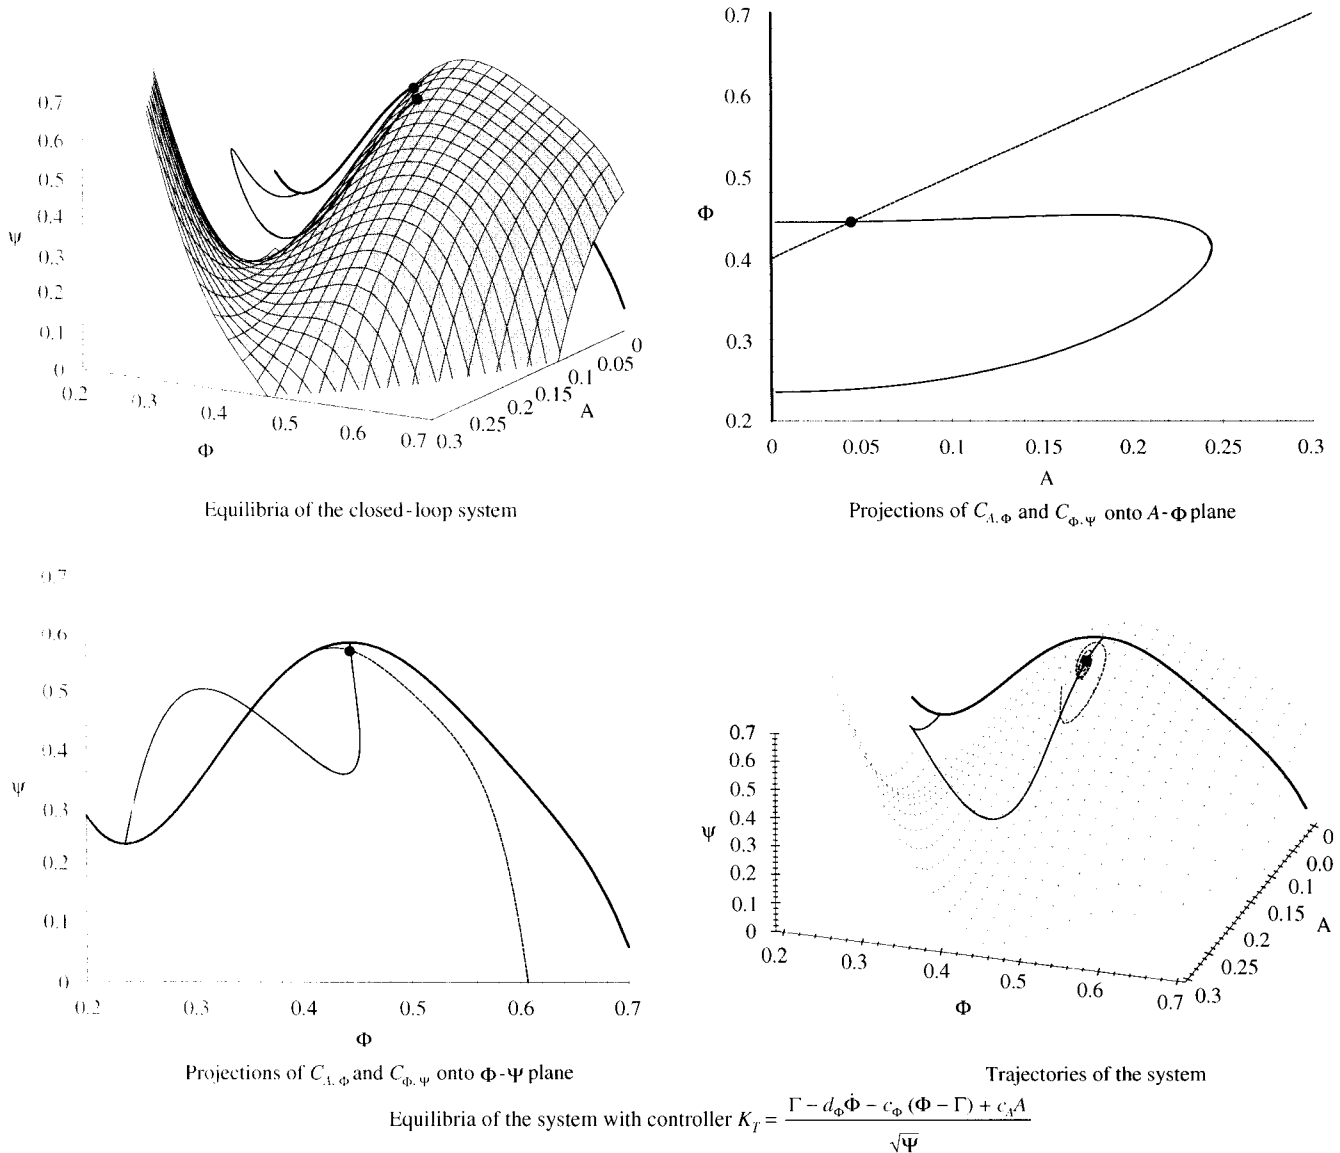 0.7
0.6
0.5
0.4
0.3
0.2
0.1
0
Ψ
0.2
0.3
0.4
0.5
0.6
0.7
Φ
0.3
0.25
0.2
0.15
0.1
0.05
0
A
Equilibria of the closed-loop system
0.7
0.6
0.5
Φ
0.4
0.3
0.2
0 0.05 0.1 0.15 0.2 0.25 0.3
A
Projections of C_{A,Φ} and C_{Φ,Ψ} onto A-Φ plane
0.7
0.6
0.5
0.4
Ψ
0.3
0.2
0.1
0
0.2 0.3 0.4 0.5 0.6 0.7
Φ
Projections of C_{A,Φ} and C_{Φ,Ψ} onto Φ-Ψ plane
0.7
0.6
0.5
0.4
Ψ
0.3
0.2
0.1
0
0.2 0.3 0.4 0.5 0.6 0.7
Φ
0
0.0
0.1
0.15
A
0.2
0.25
0.3
Trajectories of the system
Equilibria of the system with controller K_T = (Γ − d_Φ Φ̇ − c_Φ (Φ − Γ) + c_A A) / √Ψ